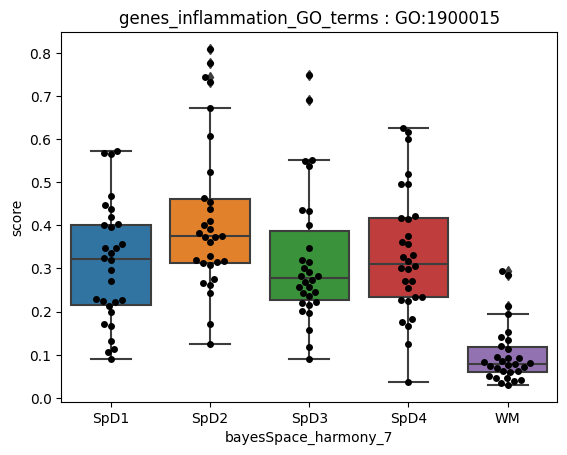 genes_inflammation_GO_terms : GO:1900015
score
0.8
0.7
0.6
0.5
0.4
0.3
0.2
0.1
0.0
SpD1 SpD2 SpD3 SpD4 WM
bayesSpace_harmony_7